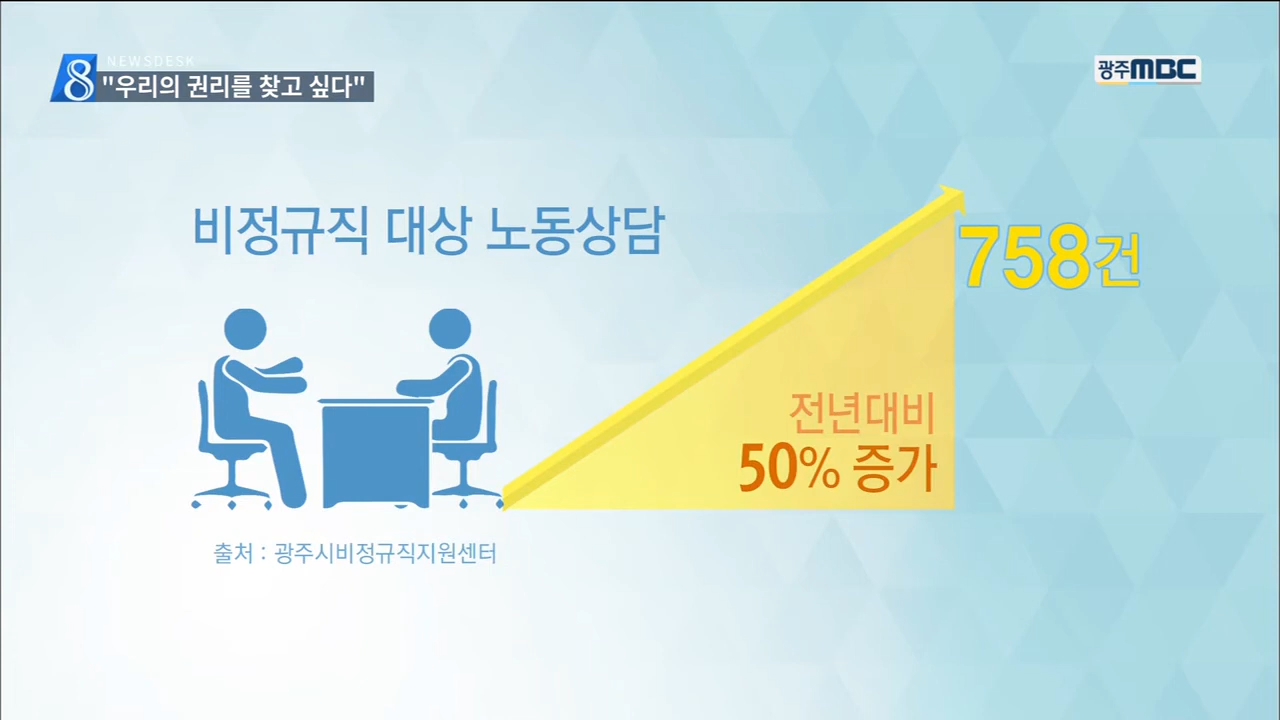 NEWSDESK
8 "우리의 권리를 찾고 싶다"
광주MBC
비정규직 대상 노동상담
758건
전년대비
50% 증가
출처 : 광주시비정규직지원센터